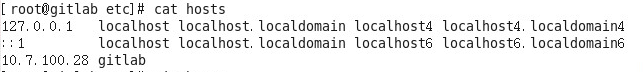 [root@gitlab etc]# cat hosts
127.0.0.1   localhost localhost.localdomain localhost4 localhost4.localdomain4
::1         localhost localhost.localdomain localhost6 localhost6.localdomain6
10.7.100.28 gitlab